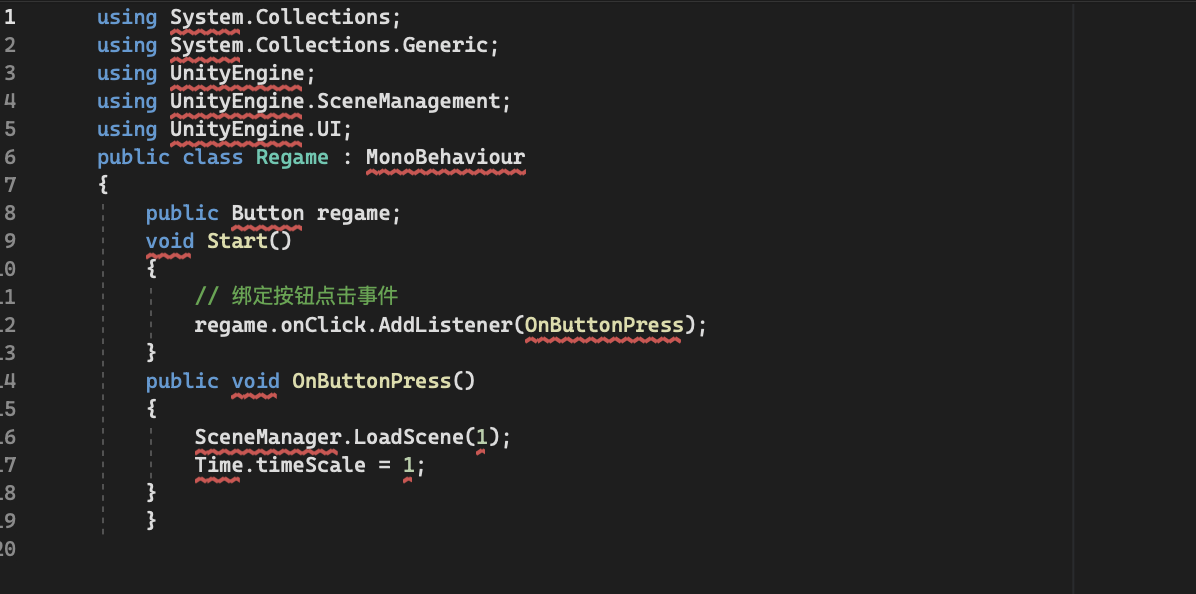 1 using System.Collections;
2 using System.Collections.Generic;
3 using UnityEngine;
4 using UnityEngine.SceneManagement;
5 using UnityEngine.UI;
6 public class Regame : MonoBehaviour
7 {
8 public Button regame;
9 void Start()
10 {
11 // 绑定按钮点击事件
12 regame.onClick.AddListener(OnButtonPress);
13 }
14 public void OnButtonPress()
15 {
16 SceneManager.LoadScene(1);
17 Time.timeScale = 1;
18 }
19 }
20